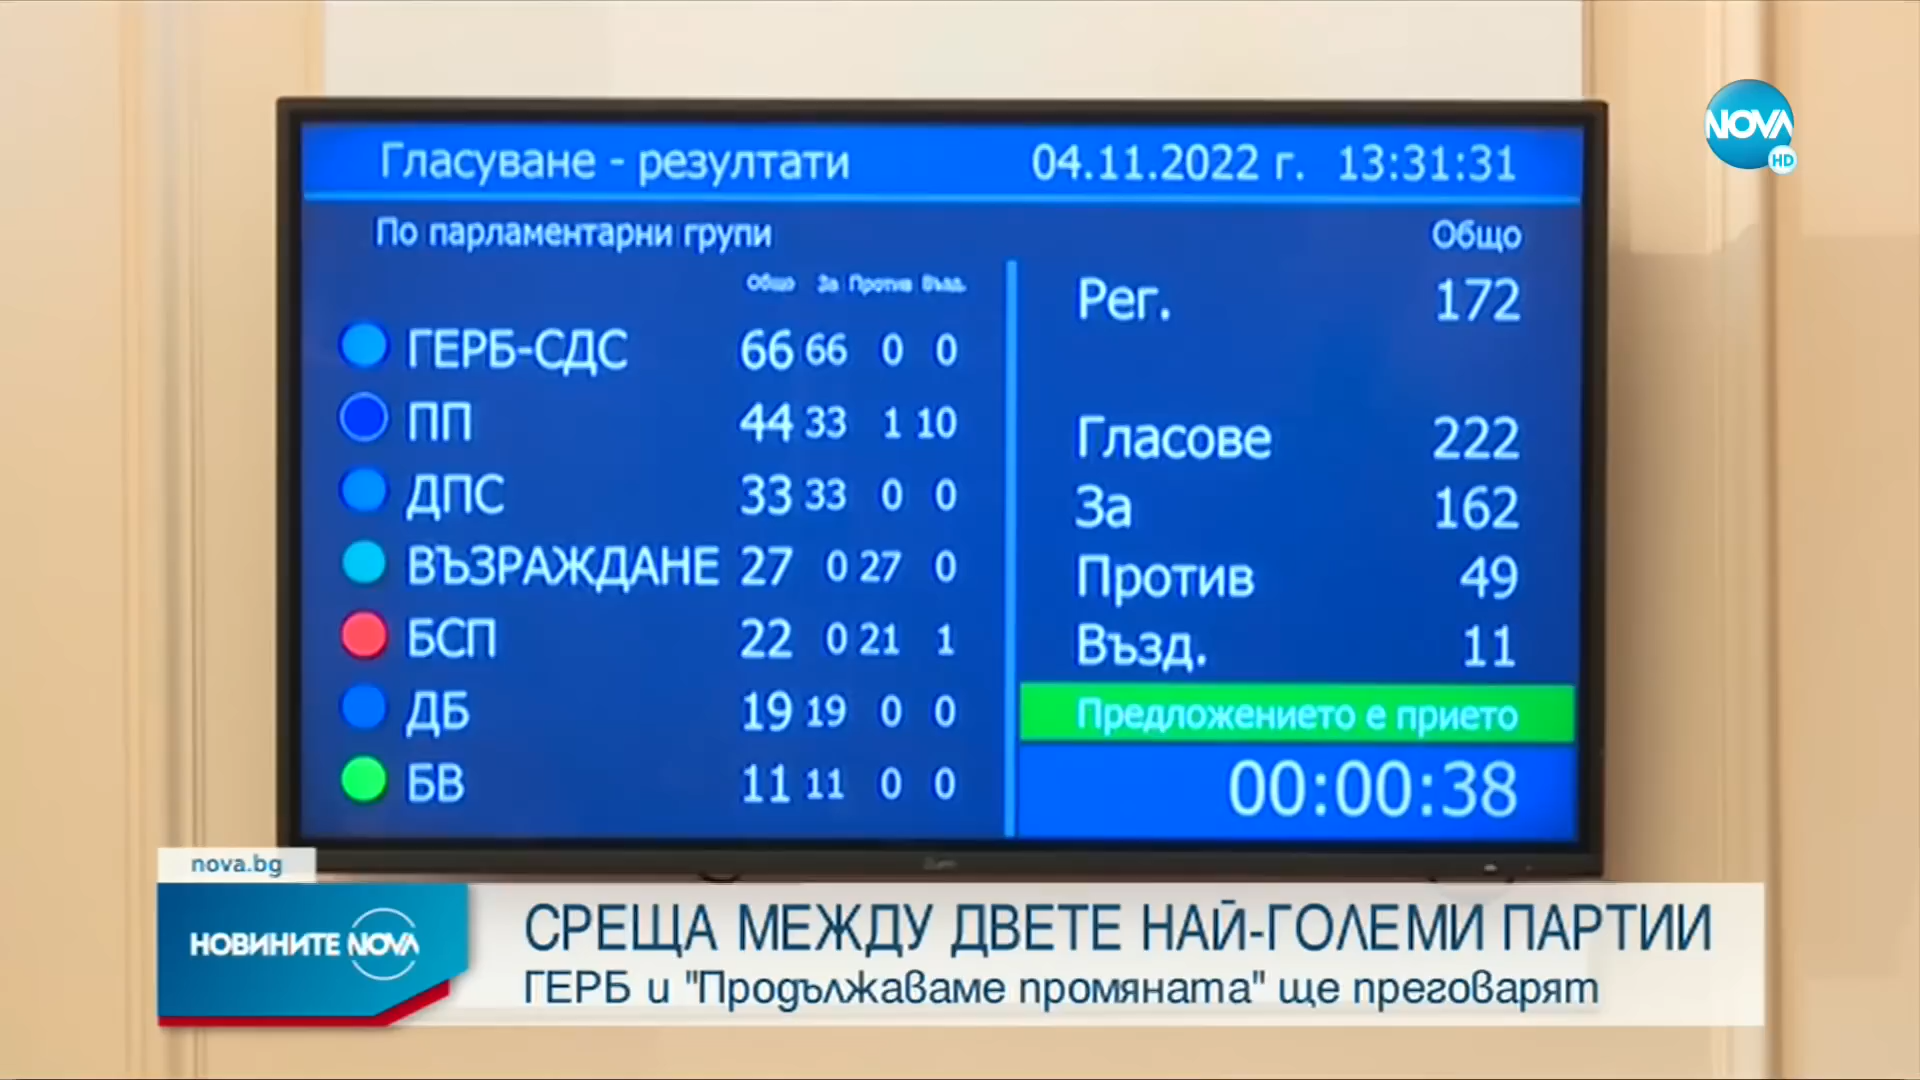 NOVA
HD
Гласуване - резултати 04.11.2022 г. 13:31:31
По парламентарни групи Общо
Общо За Против Възд.
ГЕРБ-СДС 66 66 0 0
ПП 44 33 1 10
ДПС 33 33 0 0
ВЪЗРАЖДАНЕ 27 0 27 0
БСП 22 0 21 1
ДБ 19 19 0 0
БВ 11 11 0 0
Рег. 172
Гласове 222
За 162
Против 49
Възд. 11
Предложението е прието
00:00:38
nova.bg
НОВИНИТЕ NOVA
СРЕЩА МЕЖДУ ДВЕТЕ НАЙ-ГОЛЕМИ ПАРТИИ
ГЕРБ и "Продължаваме промяната" ще преговарят